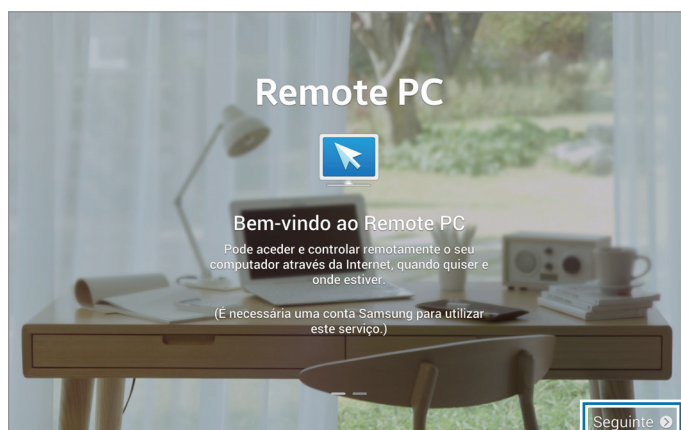 Remote PC
Bem-vindo ao Remote PC
Pode aceder e controlar remotamente o seu
computador através da Internet, quando quiser e
onde estiver.
(É necessária uma conta Samsung para utilizar
este serviço.)
Seguinte